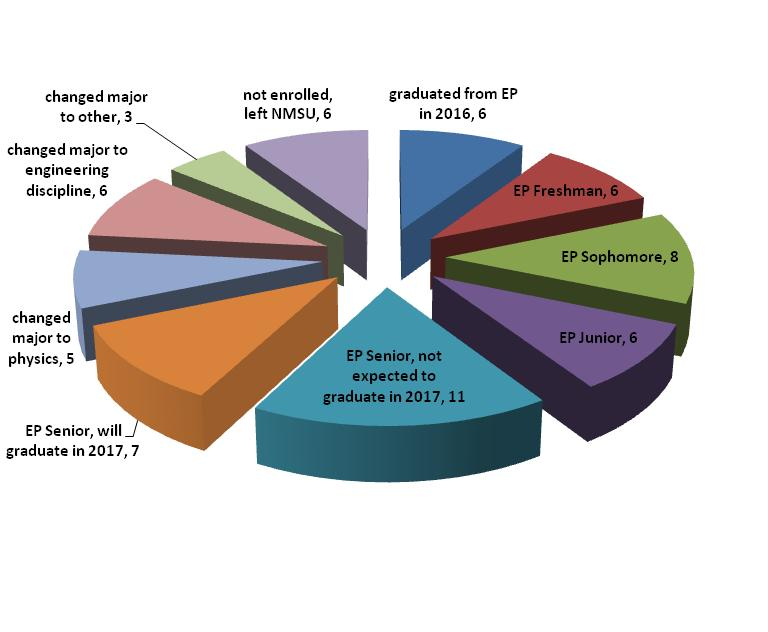 graduated from EP
in 2016, 6
EP Freshman, 6
EP Sophomore, 8
EP Junior, 6
EP Senior, not
expected to
graduate in 2017, 11
EP Senior, will
graduate in 2017, 7
changed
major to
physics, 5
changed major to
engineering
discipline, 6
changed major
to other, 3
not enrolled,
left NMSU, 6